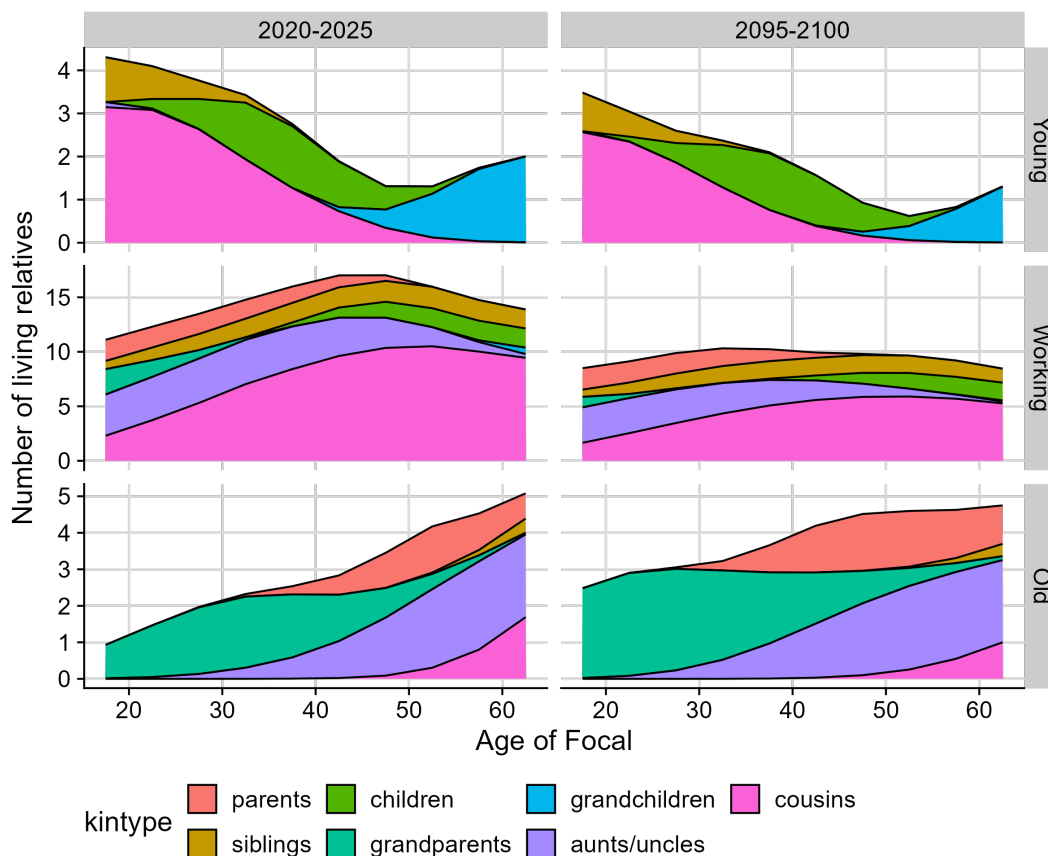 2020-2025 2095-2100
4
3
2
1
0
Young
15
10
5
0
Working
5
4
3
2
1
0
Old
20 30 40 50 60 20 30 40 50 60
Number of living relatives
Age of Focal
kintype
parents children grandchildren cousins
siblings grandparents aunts/uncles